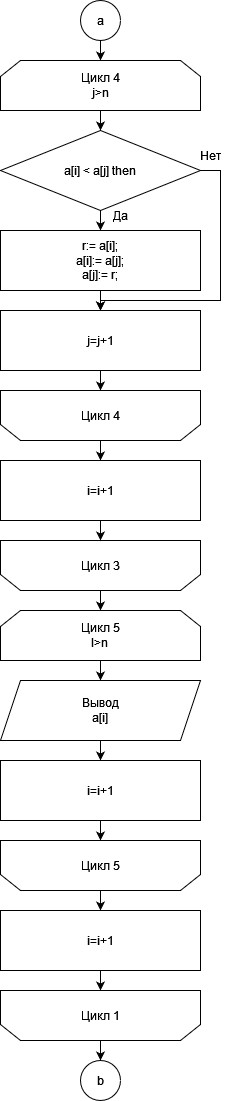 a
Цикл 4
j>n
a[i] < a[j] then
Нет
Да
r:= a[i];
a[i]:= a[j];
a[j]:= r;
j=j+1
Цикл 4
i=i+1
Цикл 3
Цикл 5
I>n
Вывод
a[i]
i=i+1
Цикл 5
i=i+1
Цикл 1
b